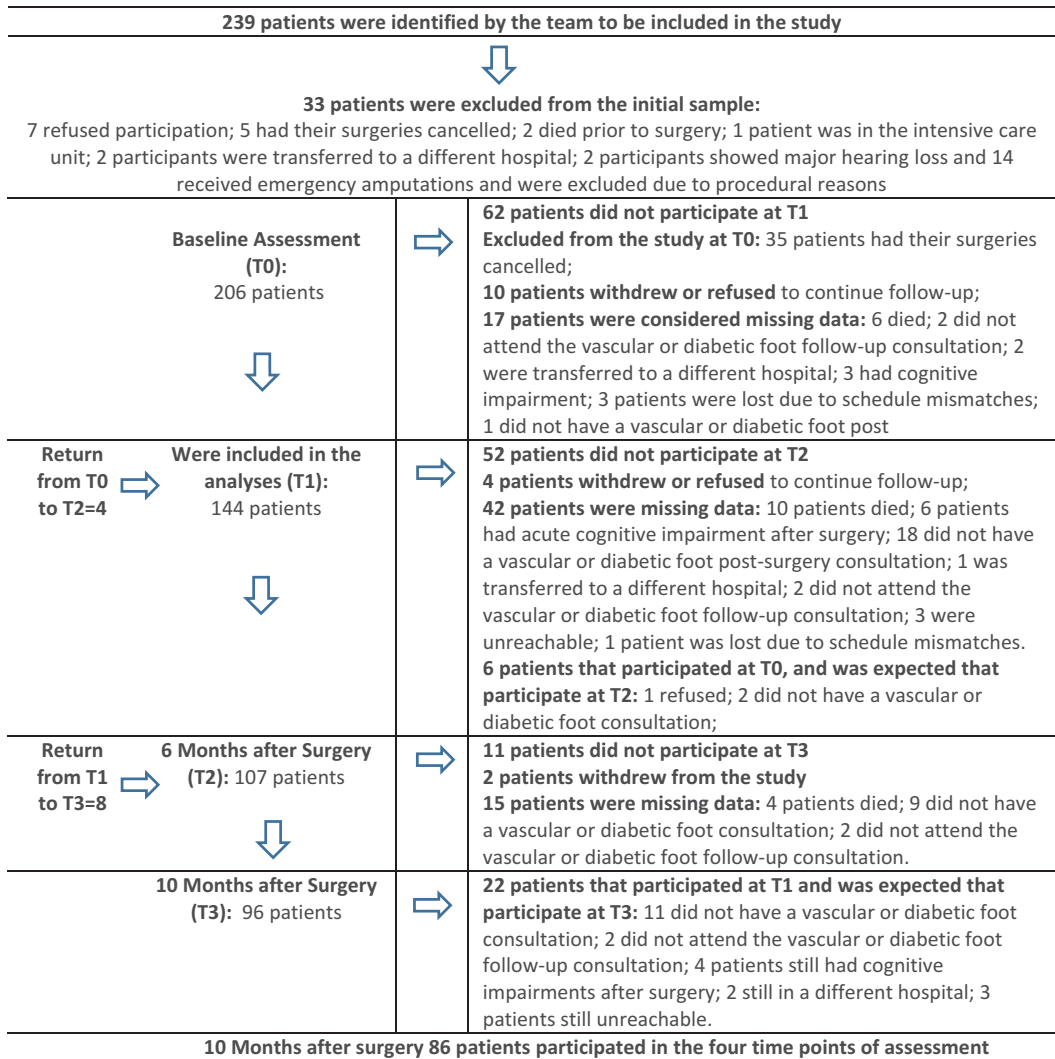 239 patients were identified by the team to be included in the study
33 patients were excluded from the initial sample:
7 refused participation; 5 had their surgeries cancelled; 2 died prior to surgery; 1 patient was in the intensive care
unit; 2 participants were transferred to a different hospital; 2 participants showed major hearing loss and 14
received emergency amputations and were excluded due to procedural reasons
Baseline Assessment
(T0):
206 patients
62 patients did not participate at T1
Excluded from the study at T0: 35 patients had their surgeries
cancelled;
10 patients withdrew or refused to continue follow-up;
17 patients were considered missing data: 6 died; 2 did not
attend the vascular or diabetic foot follow-up consultation; 2
were transferred to a different hospital; 3 had cognitive
impairment; 3 patients were lost due to schedule mismatches;
1 did not have a vascular or diabetic foot post
Return
from T0
to T2=4
Were included in the
analyses (T1):
144 patients
52 patients did not participate at T2
4 patients withdrew or refused to continue follow-up;
42 patients were missing data: 10 patients died; 6 patients
had acute cognitive impairment after surgery; 18 did not have
a vascular or diabetic foot post-surgery consultation; 1 was
transferred to a different hospital; 2 did not attend the
vascular or diabetic foot follow-up consultation; 3 were
unreachable; 1 patient was lost due to schedule mismatches.
6 patients that participated at T0, and was expected that
participate at T2: 1 refused; 2 did not have a vascular or
diabetic foot consultation;
Return
from T1
to T3=8
6 Months after Surgery
(T2): 107 patients
11 patients did not participate at T3
2 patients withdrew from the study
15 patients were missing data: 4 patients died; 9 did not have
a vascular or diabetic foot consultation; 2 did not attend the
vascular or diabetic foot follow-up consultation.
10 Months after Surgery
(T3): 96 patients
22 patients that participated at T1 and was expected that
participate at T3: 11 did not have a vascular or diabetic foot
consultation; 2 did not attend the vascular or diabetic foot
follow-up consultation; 4 patients still had cognitive
impairments after surgery; 2 still in a different hospital; 3
patients still unreachable.
10 Months after surgery 86 patients participated in the four time points of assessment